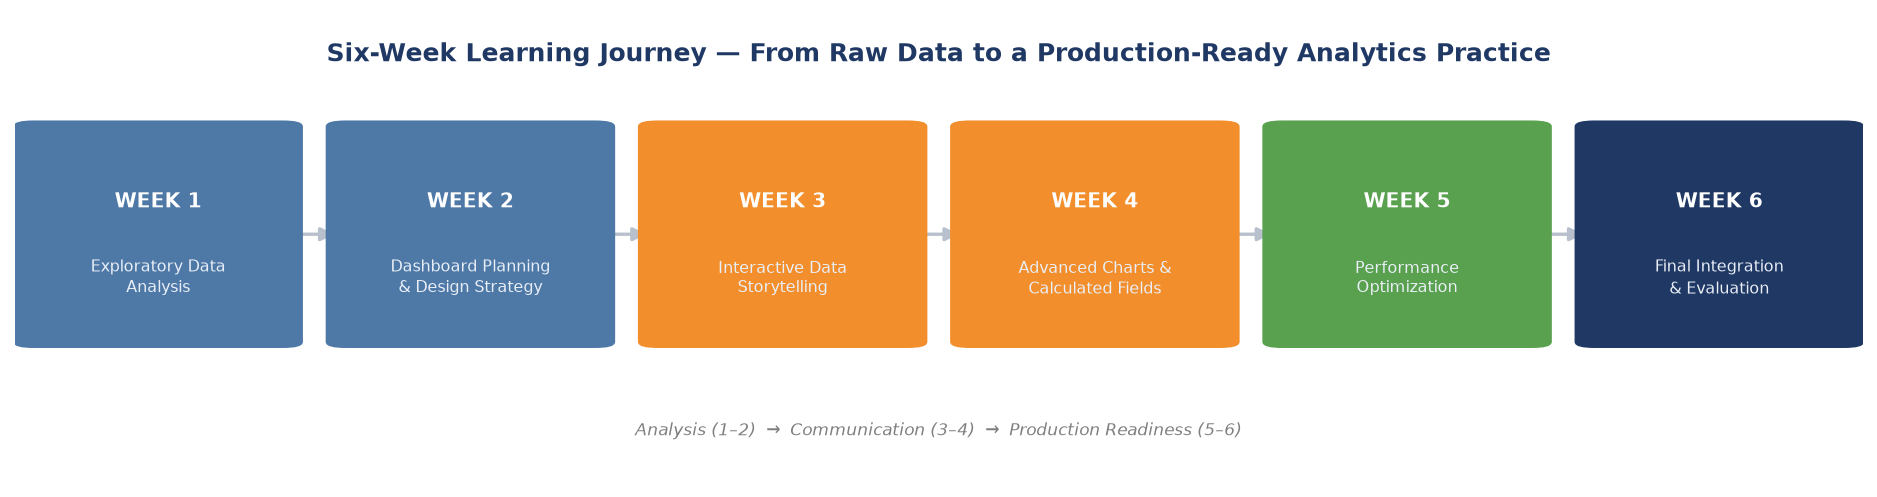 Six-Week Learning Journey — From Raw Data to a Production-Ready Analytics Practice
WEEK 1
Exploratory Data
Analysis
WEEK 2
Dashboard Planning
& Design Strategy
WEEK 3
Interactive Data
Storytelling
WEEK 4
Advanced Charts &
Calculated Fields
WEEK 5
Performance
Optimization
WEEK 6
Final Integration
& Evaluation
Analysis (1–2) → Communication (3–4) → Production Readiness (5–6)